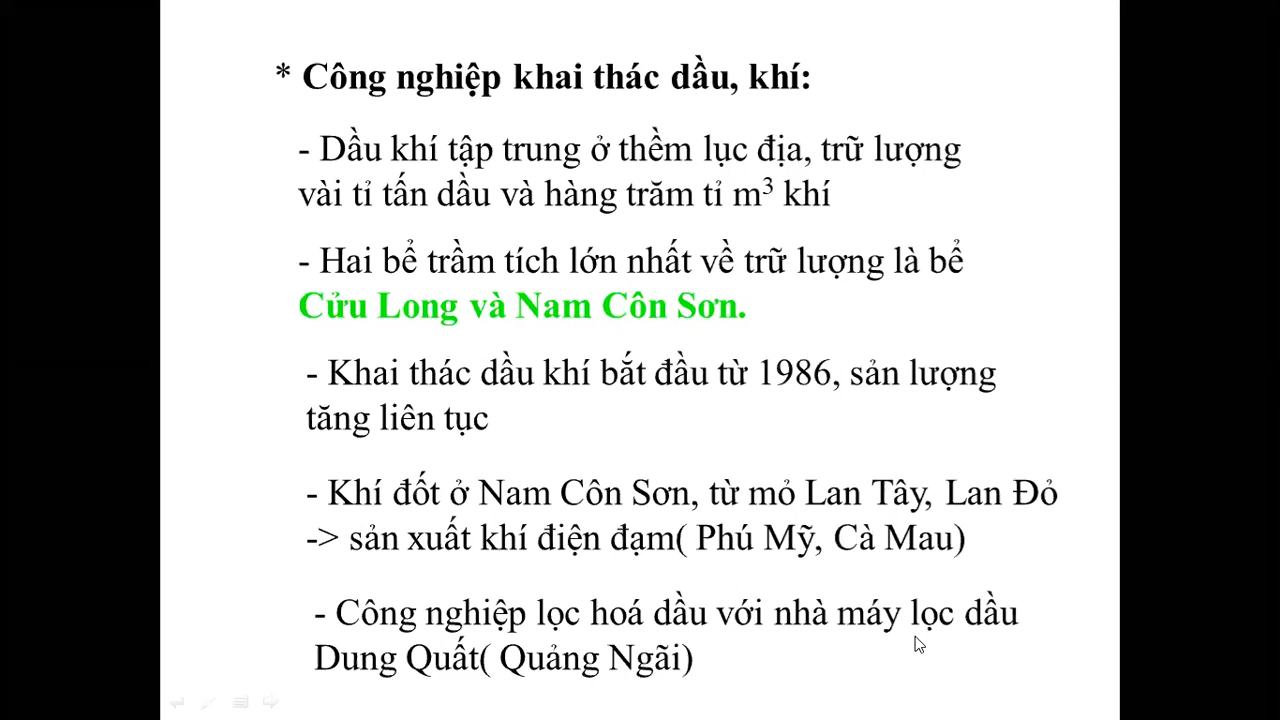 * Công nghiệp khai thác dầu, khí:
- Dầu khí tập trung ở thềm lục địa, trữ lượng
vài tỉ tấn dầu và hàng trăm tỉ m³ khí
- Hai bể trầm tích lớn nhất về trữ lượng là bể
Cửu Long và Nam Côn Sơn.
- Khai thác dầu khí bắt đầu từ 1986, sản lượng
tăng liên tục
- Khí đốt ở Nam Côn Sơn, từ mỏ Lan Tây, Lan Đỏ
-> sản xuất khí điện đạm( Phú Mỹ, Cà Mau)
- Công nghiệp lọc hoá dầu với nhà máy lọc dầu
Dung Quất( Quảng Ngãi)